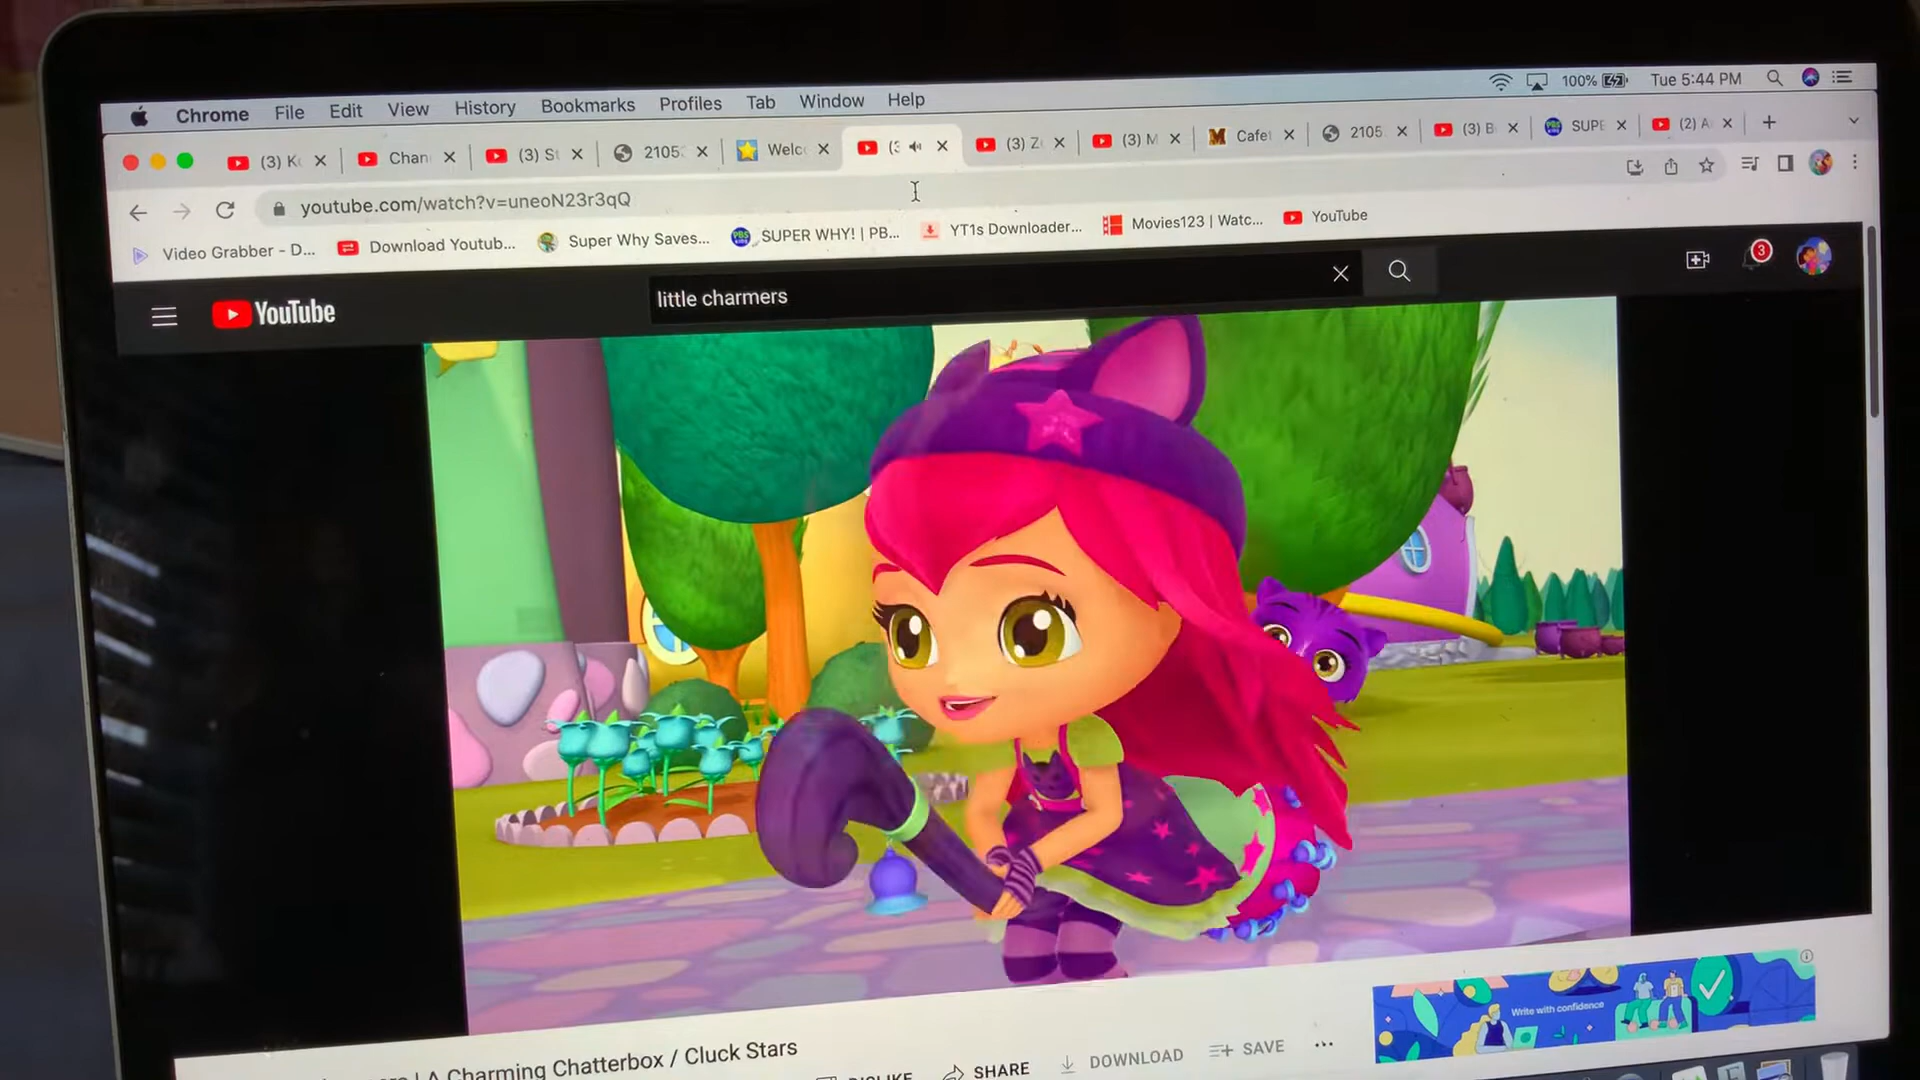 Chrome File Edit View History Bookmarks Profiles Tab Window Help 100% Tue 5:44 PM
(3) Chan (3) S 2105 Welc (3) Z (3) M Cafe 2105 (3) B SUPE (2) A
youtube.com/watch?v=uneoN23r3qQ
Video Grabber - D... Download Youtub... Super Why Saves... SUPER WHY! | PB... YT1s Downloader... Movies123 | Watc... YouTube
YouTube little charmers 3
Write with confidence
| A Charming Chatterbox / Cluck Stars
DISLIKE SHARE DOWNLOAD SAVE ...